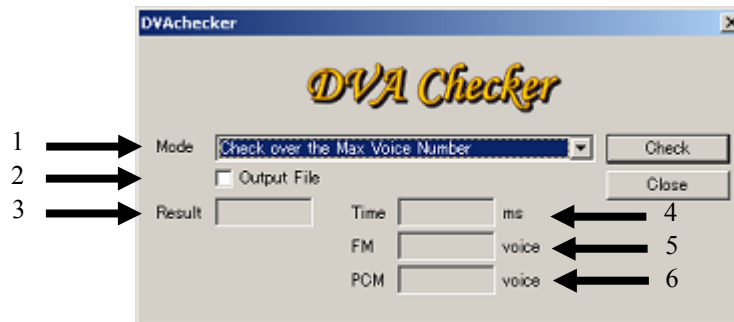 DVAchecker
DVA Checker
1 Mode Check over the Max Voice Number Check
2 Output File Close
3 Result Time ms 4
FM voice 5
PCM voice 6